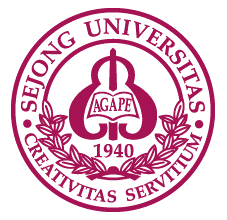 SEJONG UNIVERSITAS
AGAPE
1940
CREATIVITAS SERVITIUM